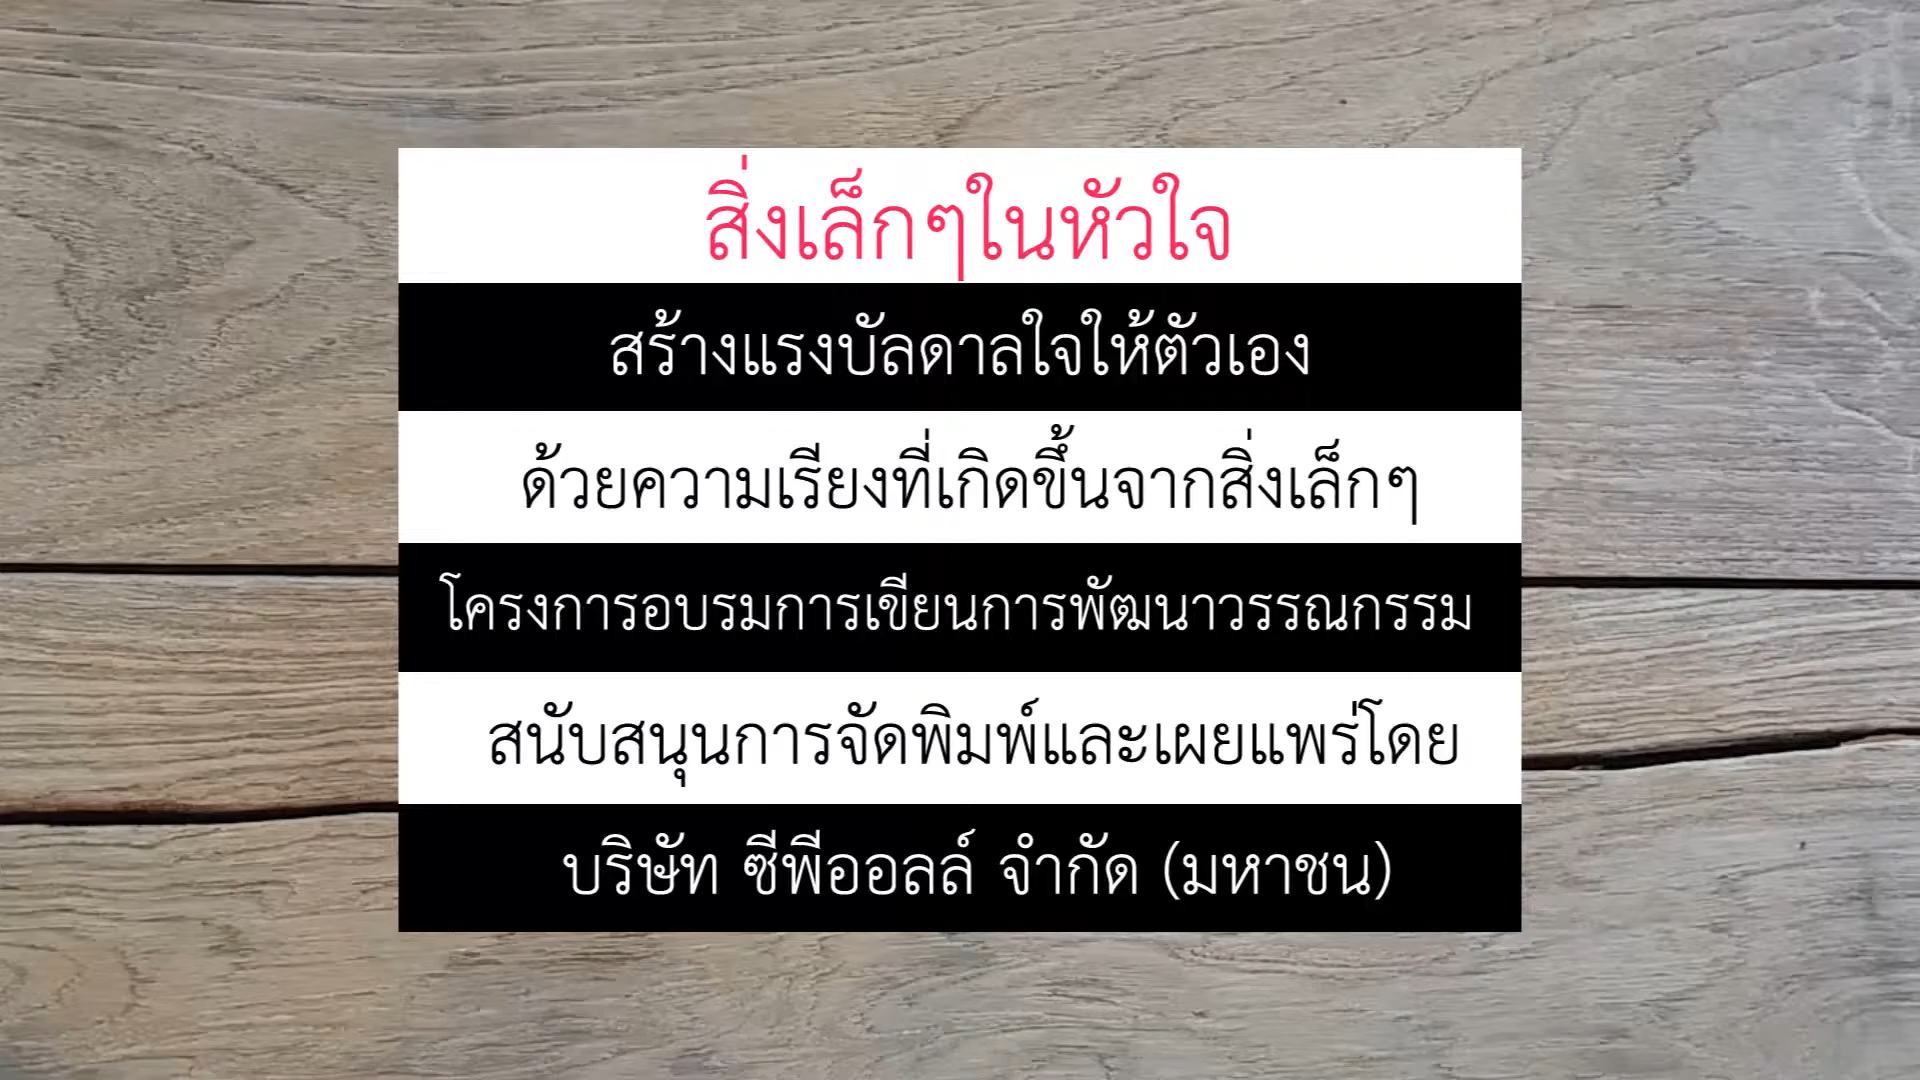 สิ่งเล็กๆในหัวใจ
สร้างแรงบัลดาลใจให้ตัวเอง
ด้วยความเรียงที่เกิดขึ้นจากสิ่งเล็กๆ
โครงการอบรมการเขียนการพัฒนาวรรณกรรม
สนับสนุนการจัดพิมพ์และเผยแพร่โดย
บริษัท ซีพีออลล์ จำกัด (มหาชน)